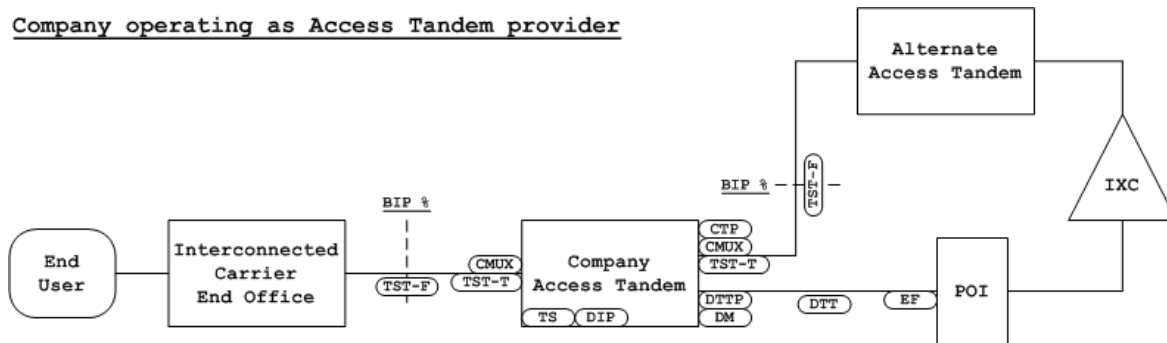 Company operating as Access Tandem provider
Alternate
Access Tandem
TST-F
BIP %
IXC
BIP %
End
User
Interconnected
Carrier
End Office
TST-F
CMUX
TST-T
Company
Access Tandem
TS
DIP
CTP
CMUX
TST-T
DTTP
DM
DTT
EF
POI